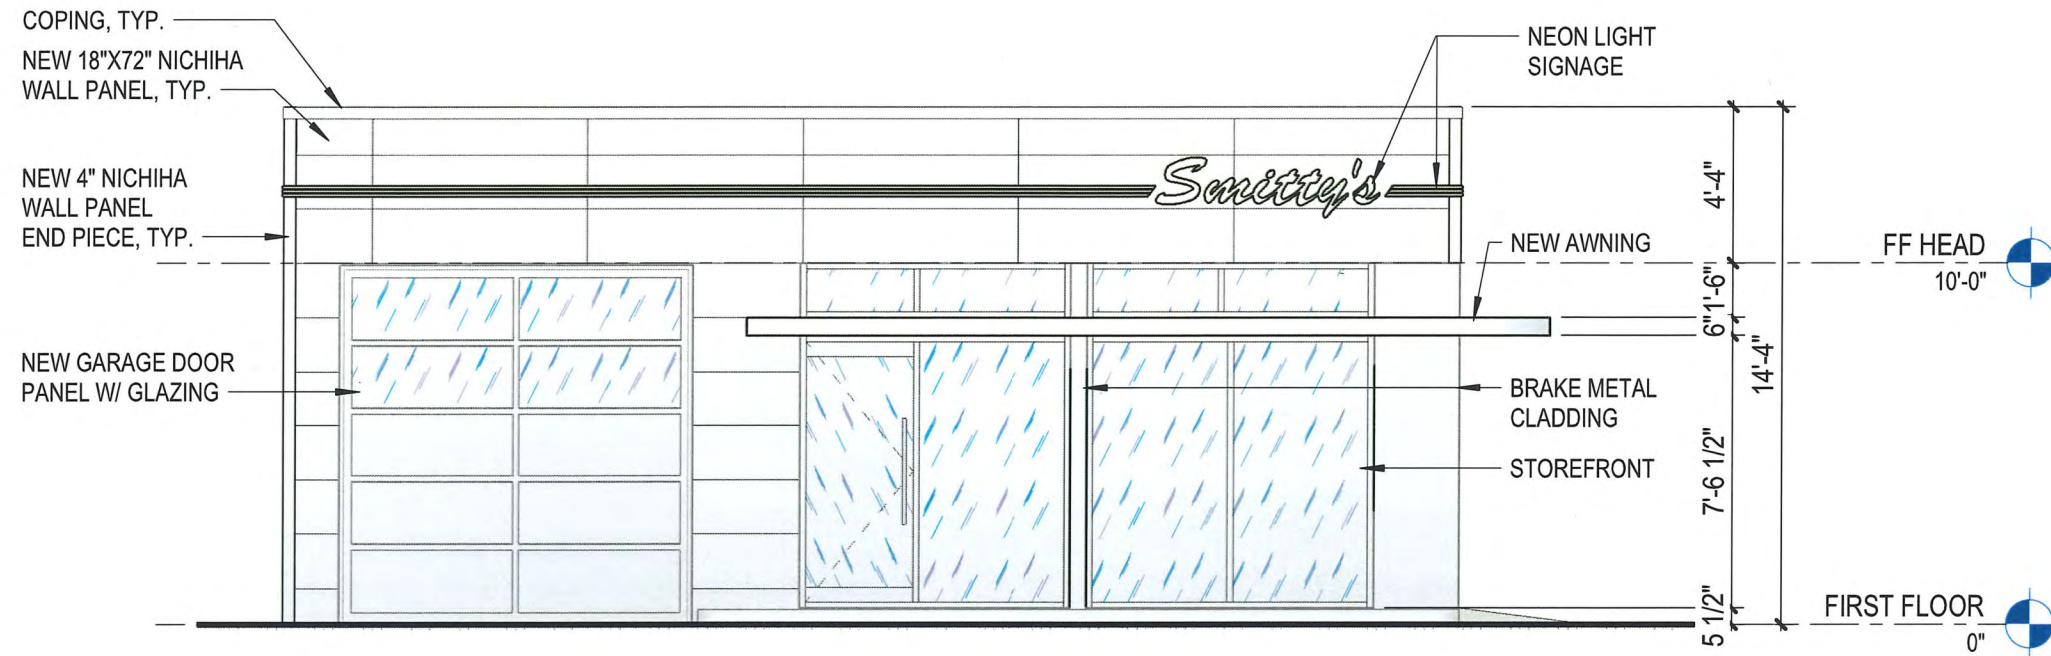 COPING, TYP.
NEW 18"X72" NICHIHA
WALL PANEL, TYP.
NEW 4" NICHIHA
WALL PANEL
END PIECE, TYP.
NEW GARAGE DOOR
PANEL W/ GLAZING
Smitty's
NEON LIGHT
SIGNAGE
NEW AWNING
BRAKE METAL
CLADDING
STOREFRONT
4'-4"
1'-6"
6"
7'-6 1/2"
5 1/2"
14'-4"
FF HEAD
10'-0"
FIRST FLOOR
0"